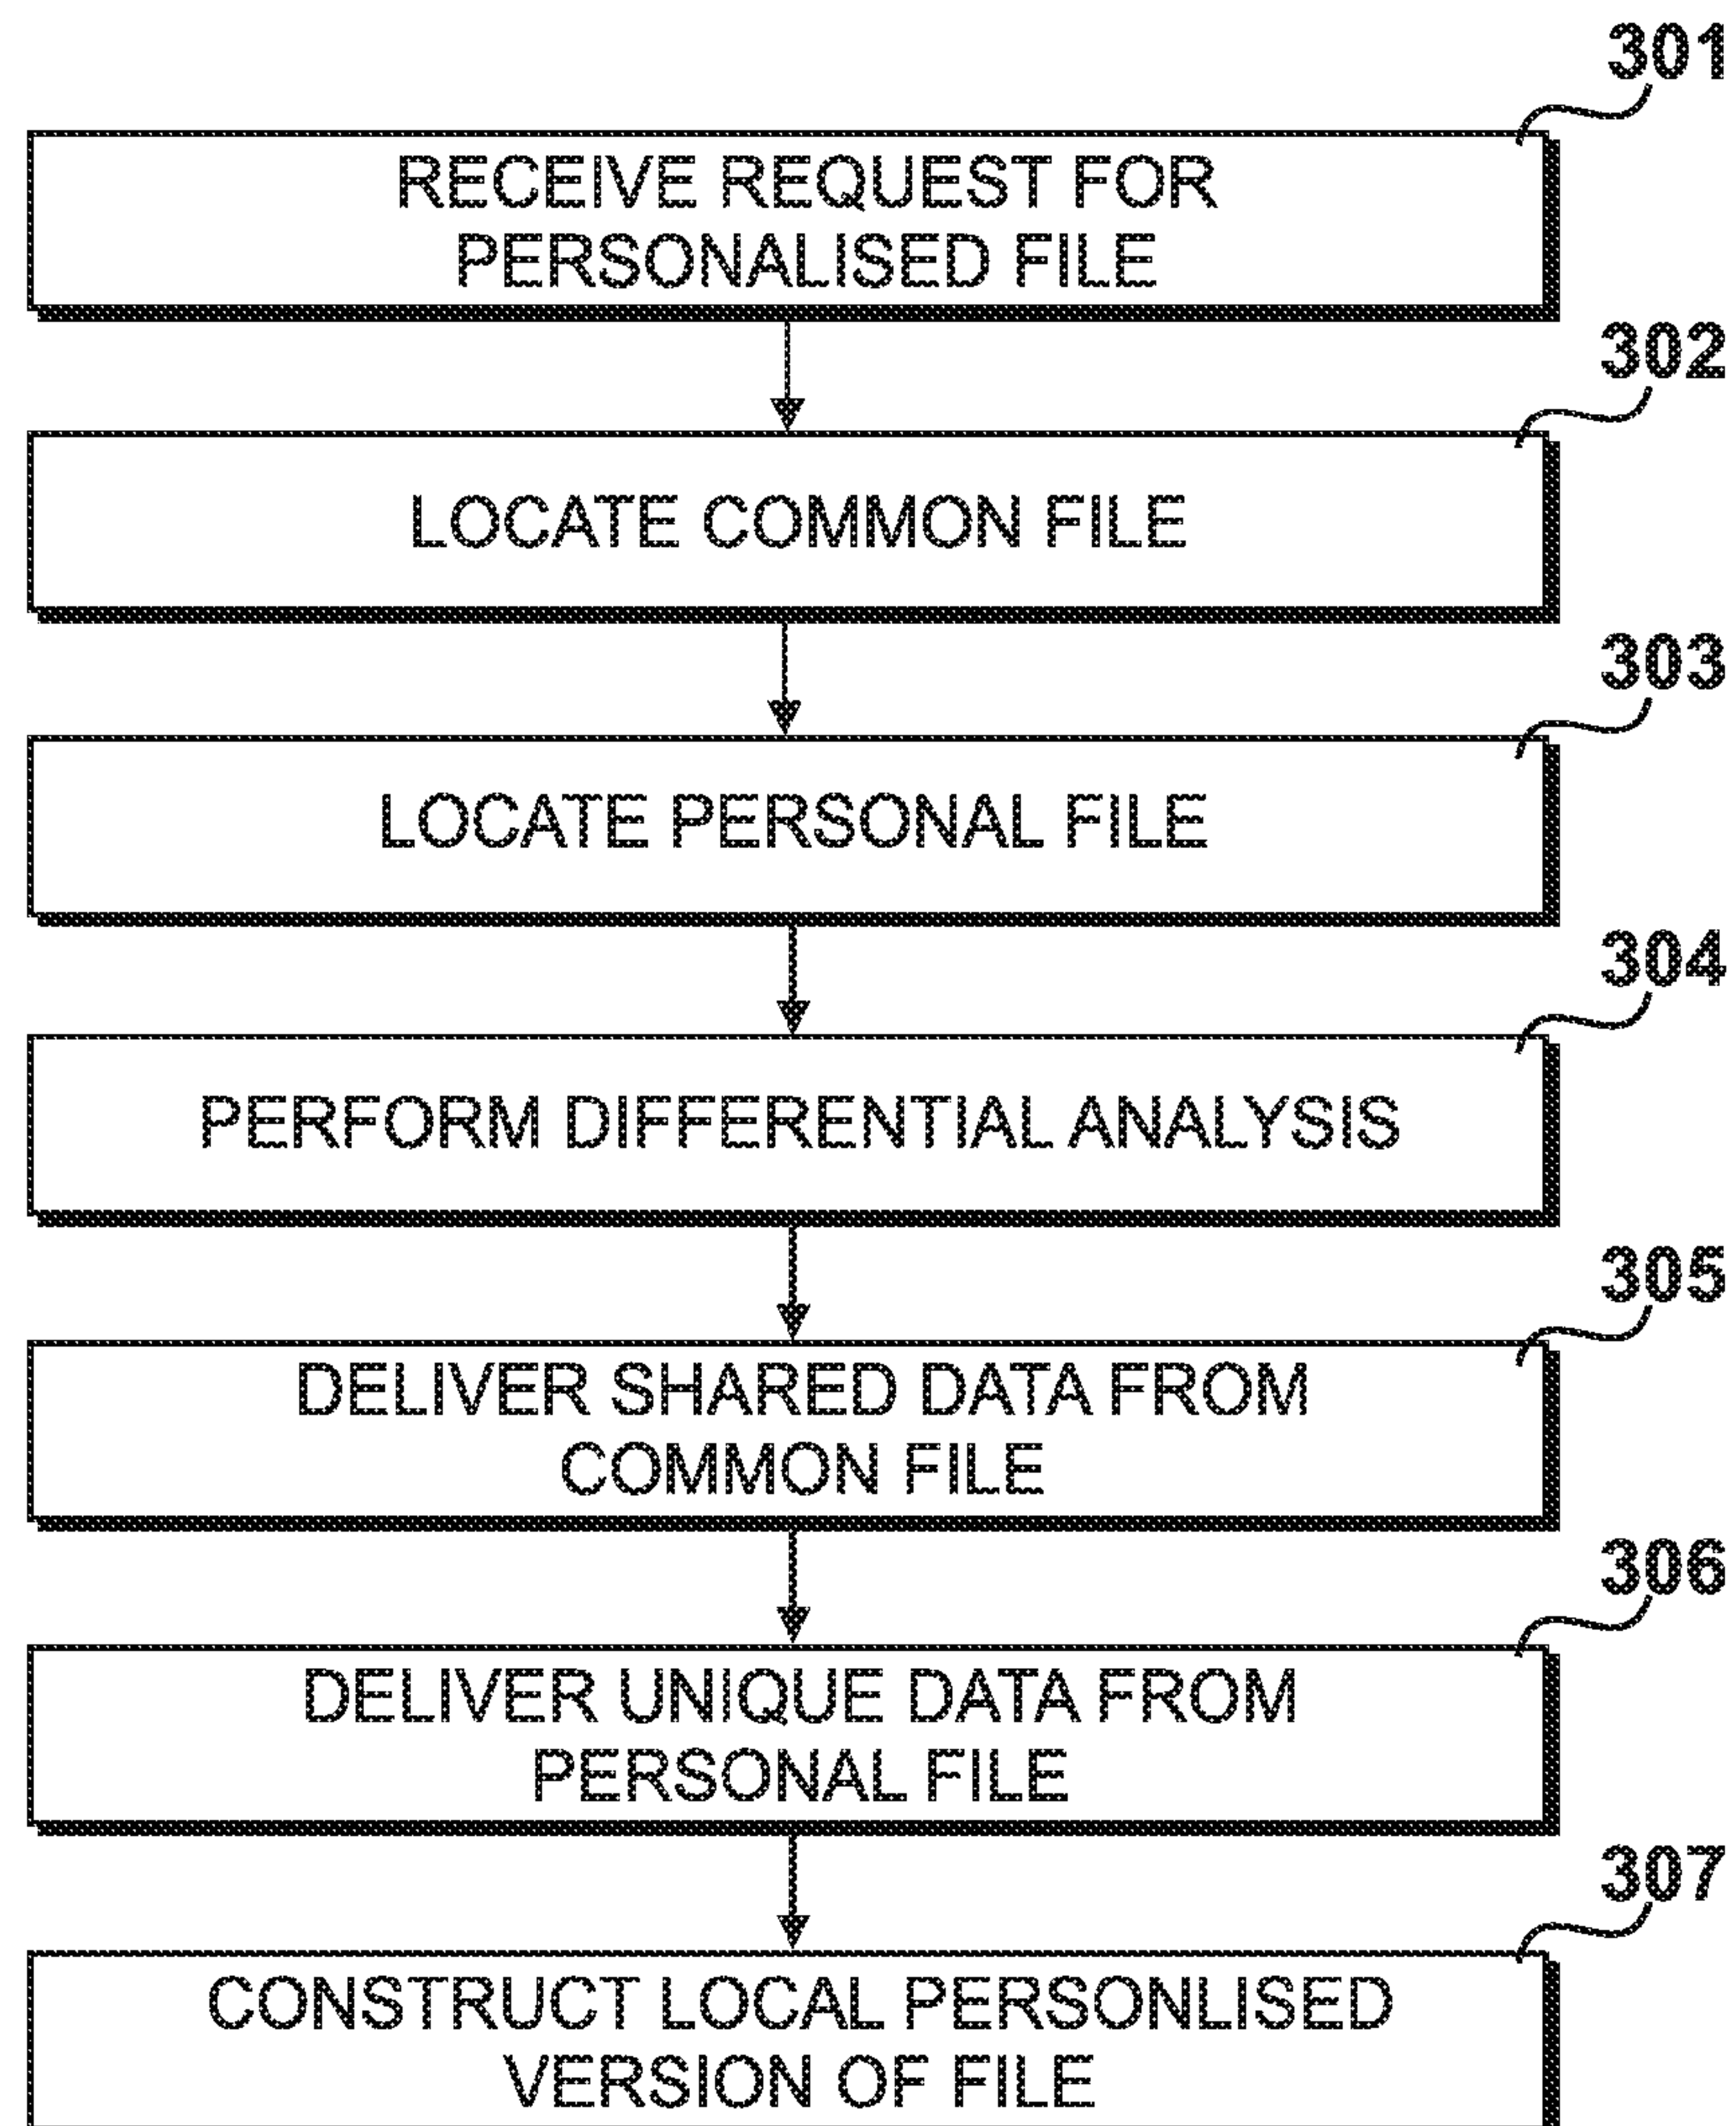 301
RECEIVE REQUEST FOR
PERSONALISED FILE
302
LOCATE COMMON FILE
303
LOCATE PERSONAL FILE
304
PERFORM DIFFERENTIAL ANALYSIS
305
DELIVER SHARED DATA FROM
COMMON FILE
306
DELIVER UNIQUE DATA FROM
PERSONAL FILE
307
CONSTRUCT LOCAL PERSONLISED
VERSION OF FILE